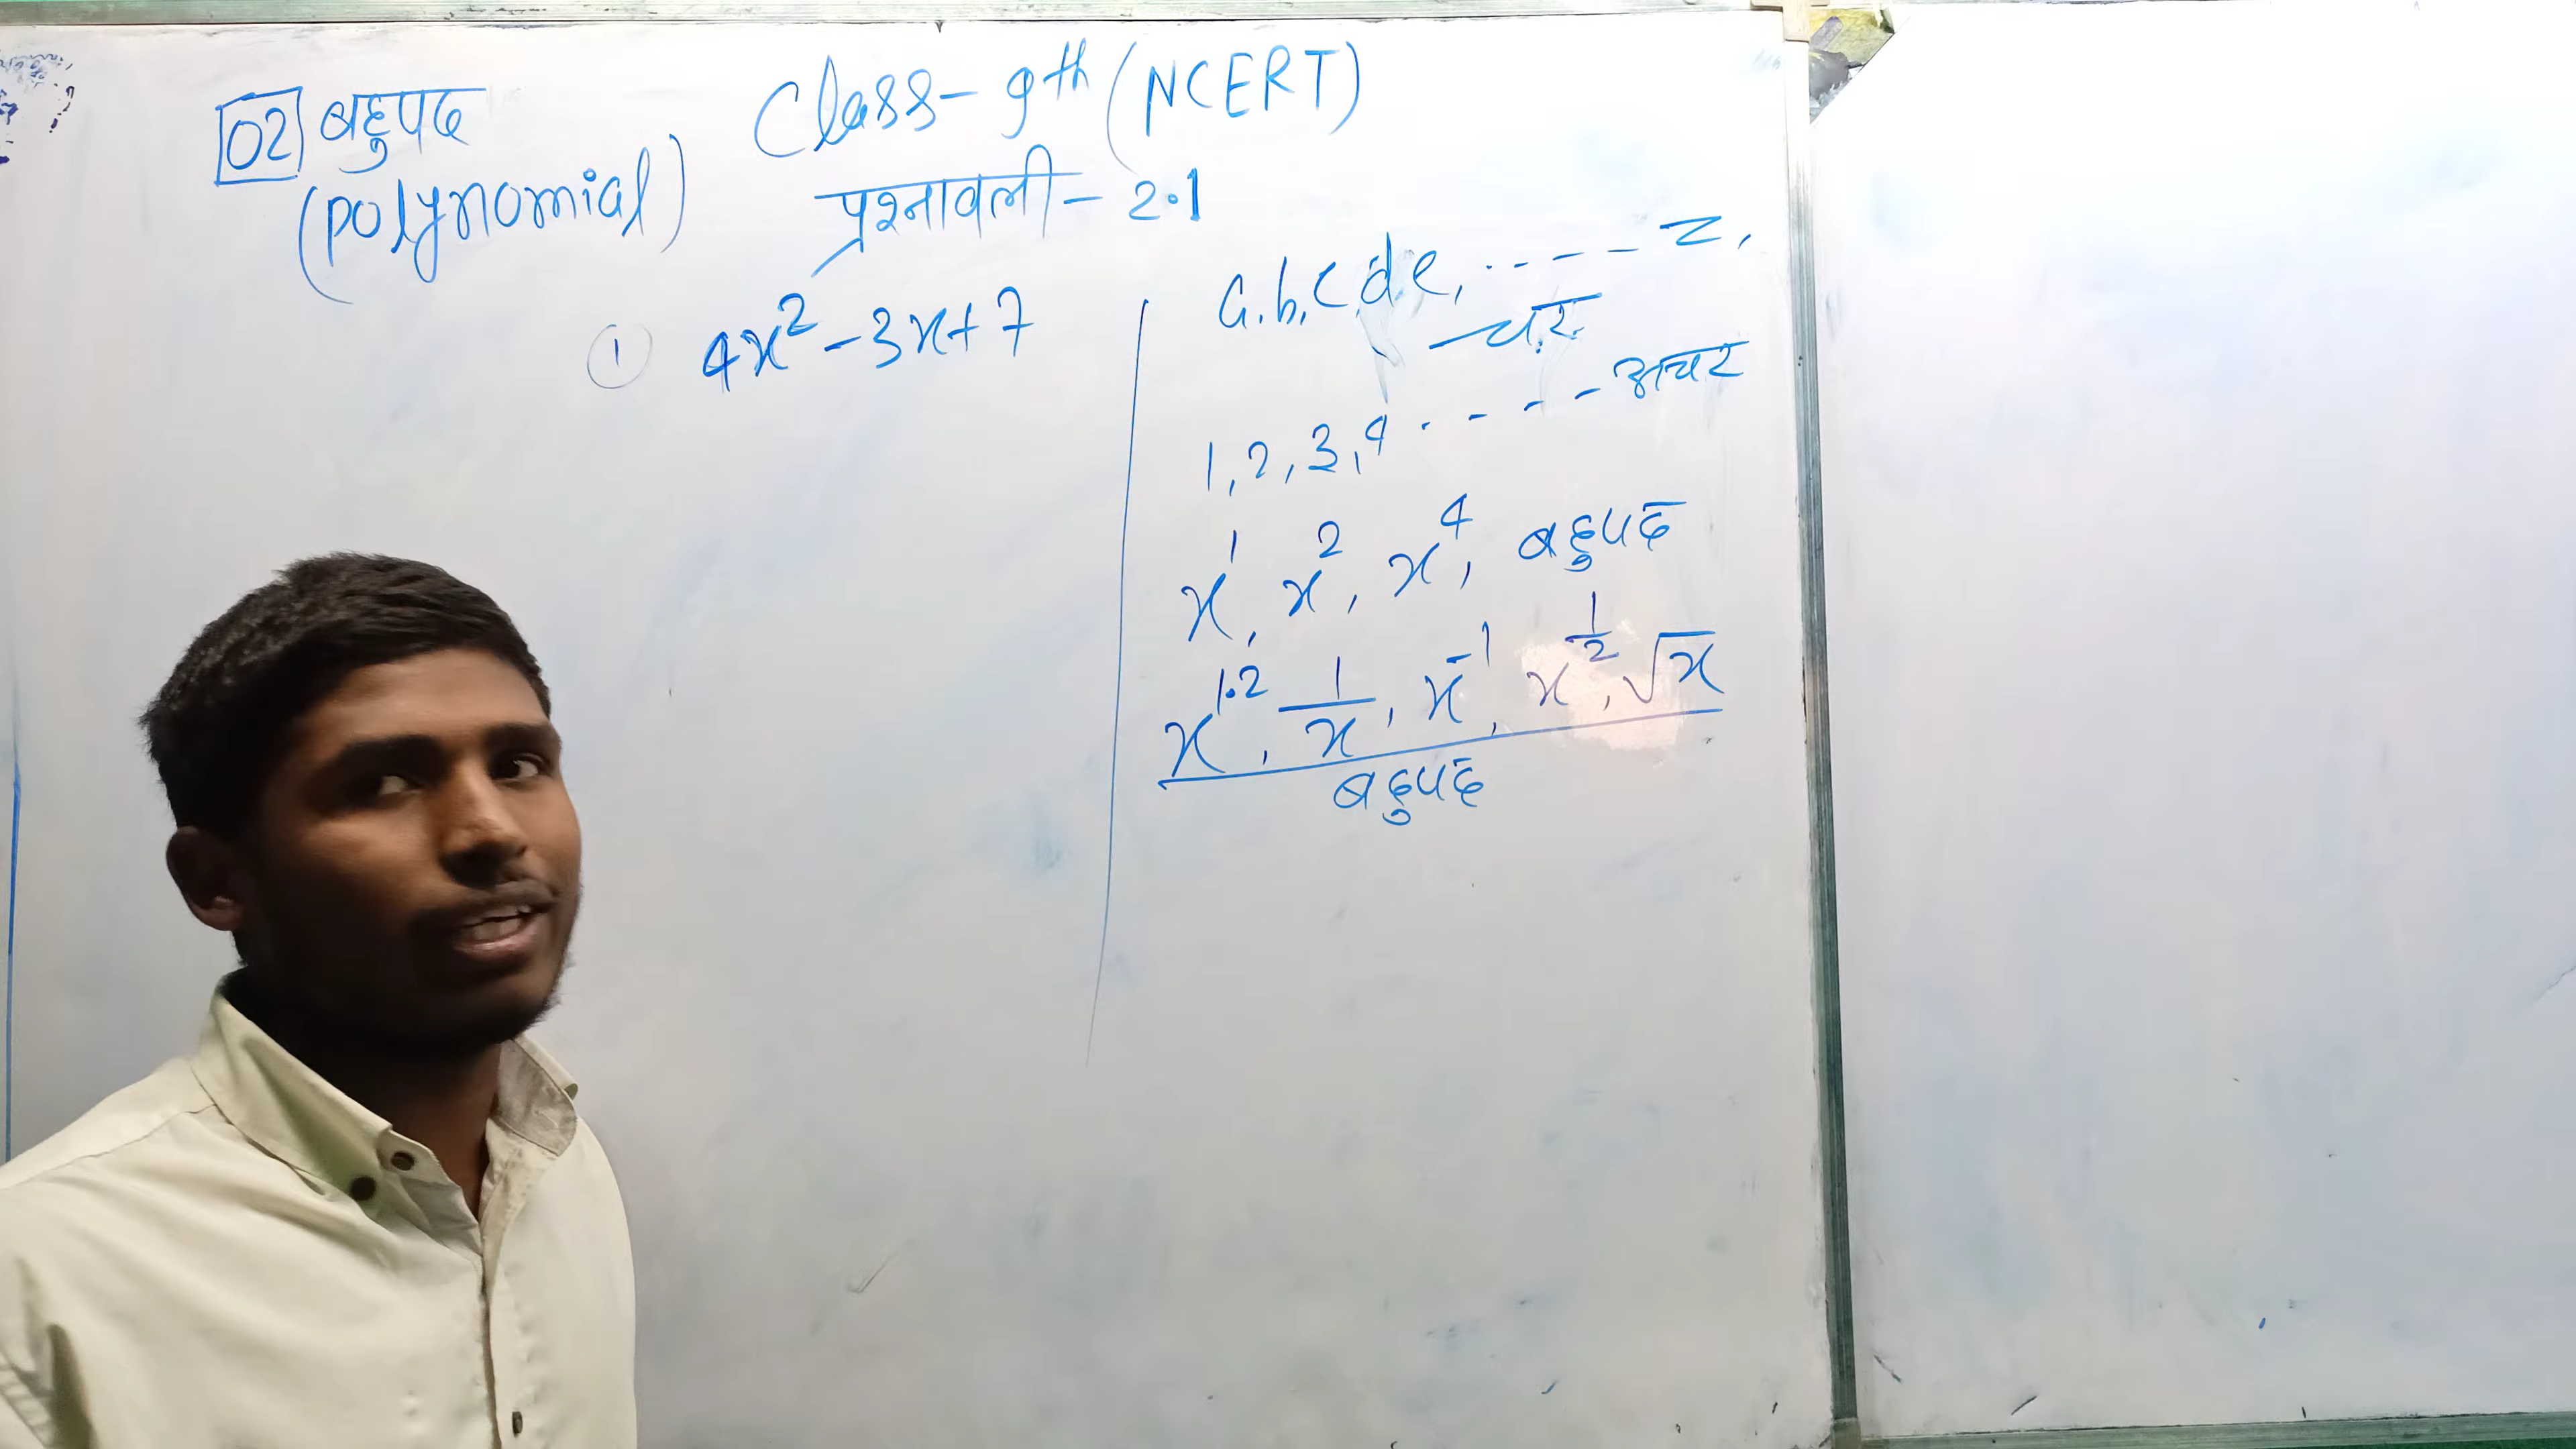 02 बहुपद
(polynomial)
Class-9th (NCERT)
प्रश्नावली-2.1
① 4x²-3x+7
a.b,c,d,e, ..---z,
चर
1,2,3,4 .----अचर
x¹, x², x⁴, बहुपद
x^1.2, 1/x, x⁻¹, x^1/2, √x
बहुपद